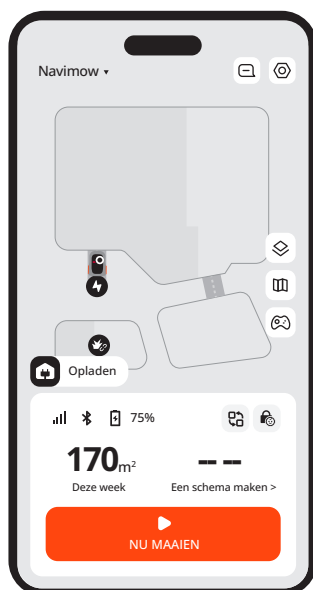 Navimow
Opladen
75%
170m²
-- --
Deze week
Een schema maken >
NU MAAIEN